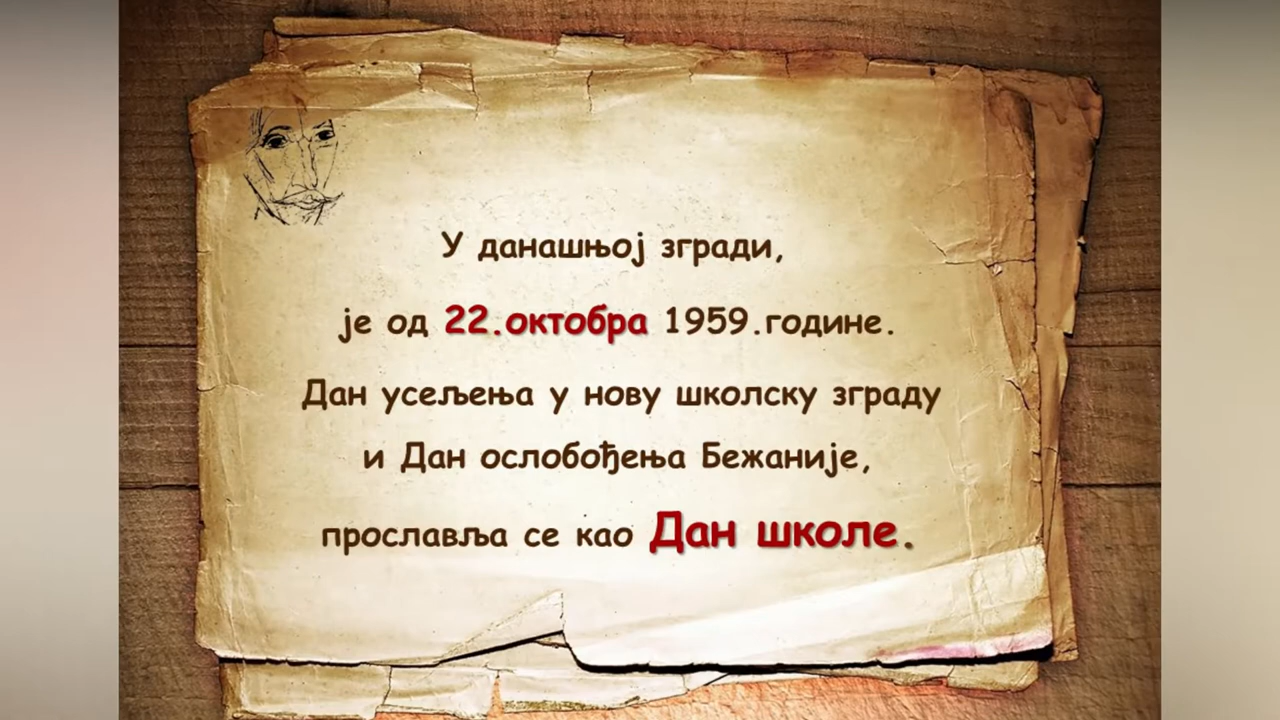 У данашњој згради,
је од 22.октобра 1959.године.
Дан усељења у нову школску зграду
и Дан ослобођења Бежаније,
прославља се као Дан школе.